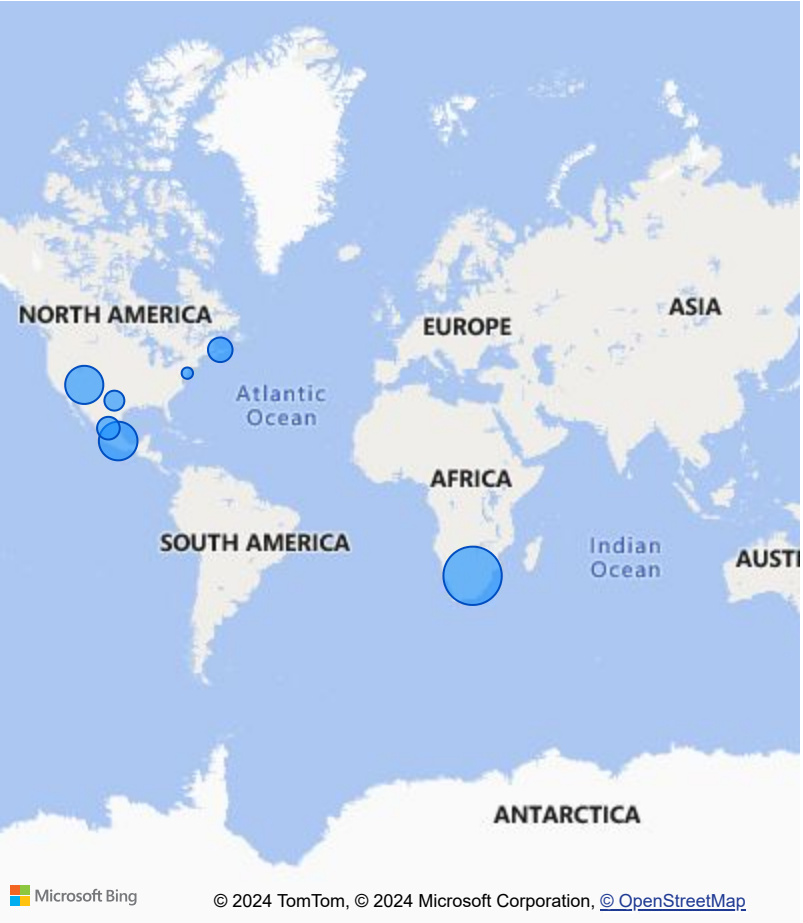 NORTH AMERICA
ASIA
EUROPE
Atlantic
Ocean
AFRICA
SOUTH AMERICA
Indian
Ocean
AUST
ANTARCTICA
Microsoft Bing
© 2024 TomTom, © 2024 Microsoft Corporation, © OpenStreetMap